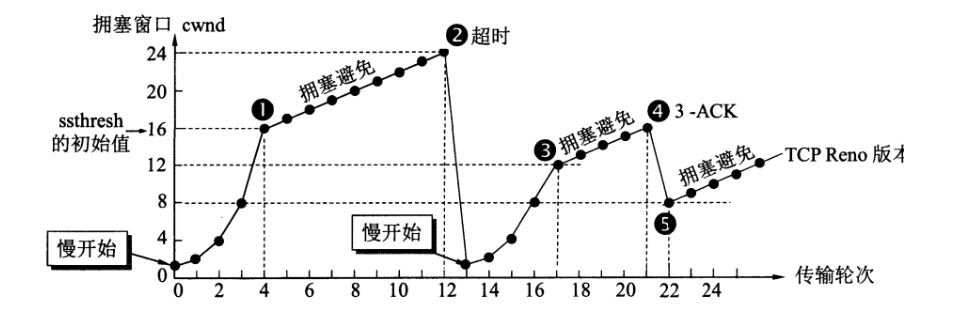 拥塞窗口 cwnd
❷超时
24
拥塞避免
20
❶
❹ 3 -ACK
ssthresh
的初始值
16
❸拥塞避免
拥塞避免
TCP Reno 版本
12
8
❺
慢开始
慢开始
4
0
0 2 4 6 8 10 12 14 16 18 20 22 24
传输轮次